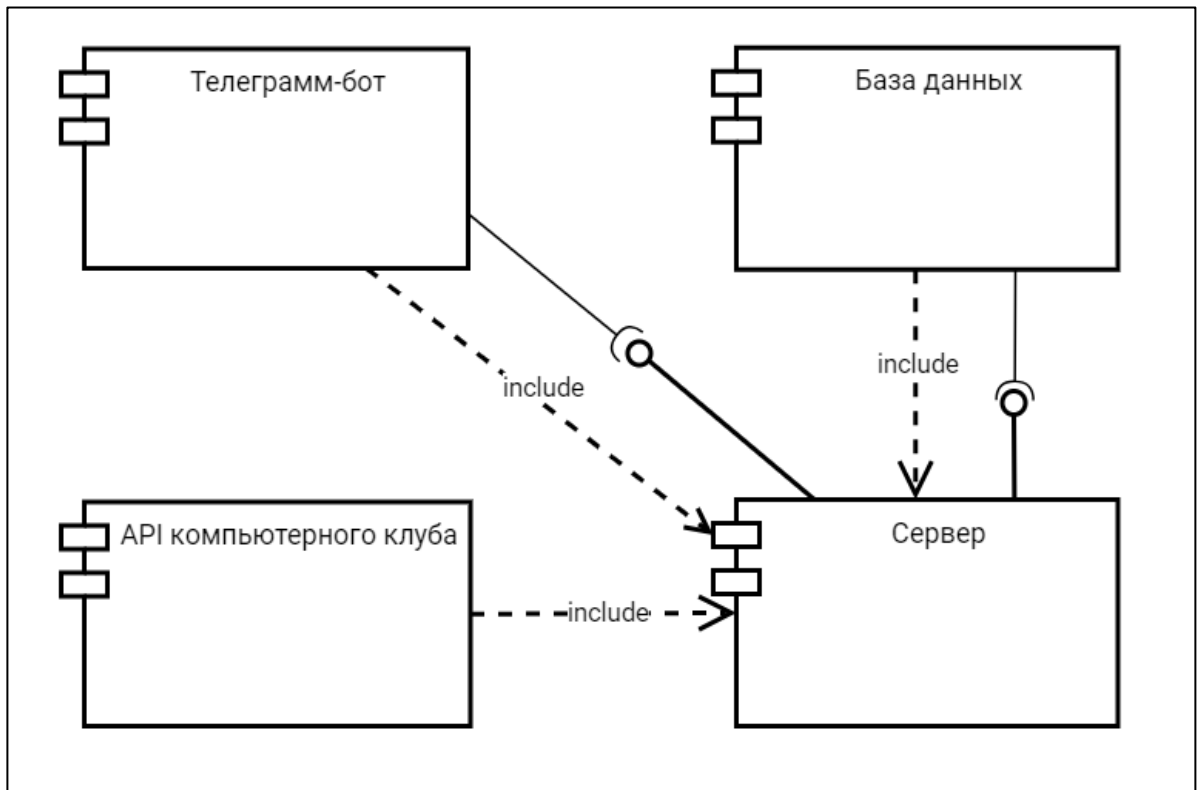 Телеграмм-бот
База данных
include
include
API компьютерного клуба
Сервер
include